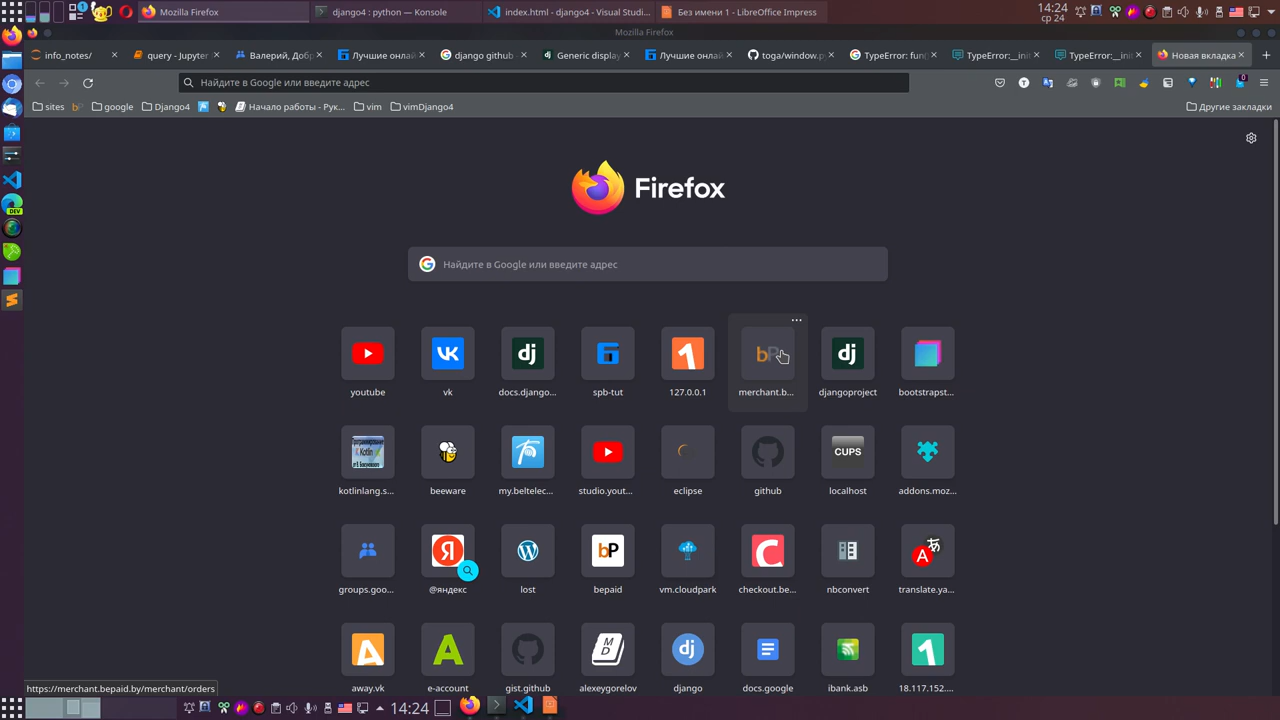 Mozilla Firefox
django4 : python — Konsole
index.html - django4 - Visual Studi...
Без имени 1 - LibreOffice Impress
14:24
ср 24
Mozilla Firefox
info_notes/
query - Jupyter
Валерий, Доб
Лучшие онлай
django github
Generic display
Лучшие онлай
toga/window.p
TypeError: fun(
TypeError: __ini
TypeError: __ini
Новая вкладка
Найдите в Google или введите адрес
0
sites
google
Django4
Начало работы - Рук...
vim
vimDjango4
Другие закладки
DEV
Firefox
Найдите в Google или введите адрес
youtube
vk
docs.django...
spb-tut
127.0.0.1
merchant.b...
djangoproject
bootstrapst...
kotlinlang.s...
beeware
my.beltelec...
studio.yout...
eclipse
github
CUPS
localhost
addons.moz...
groups.goo...
@яндекс
lost
bepaid
vm.cloudpark
checkout.be...
nbconvert
translate.ya...
away.vk
e-account
gist.github
alexeygorelov
django
docs.google
ibank.asb
18.117.152....
https://merchant.bepaid.by/merchant/orders
14:24